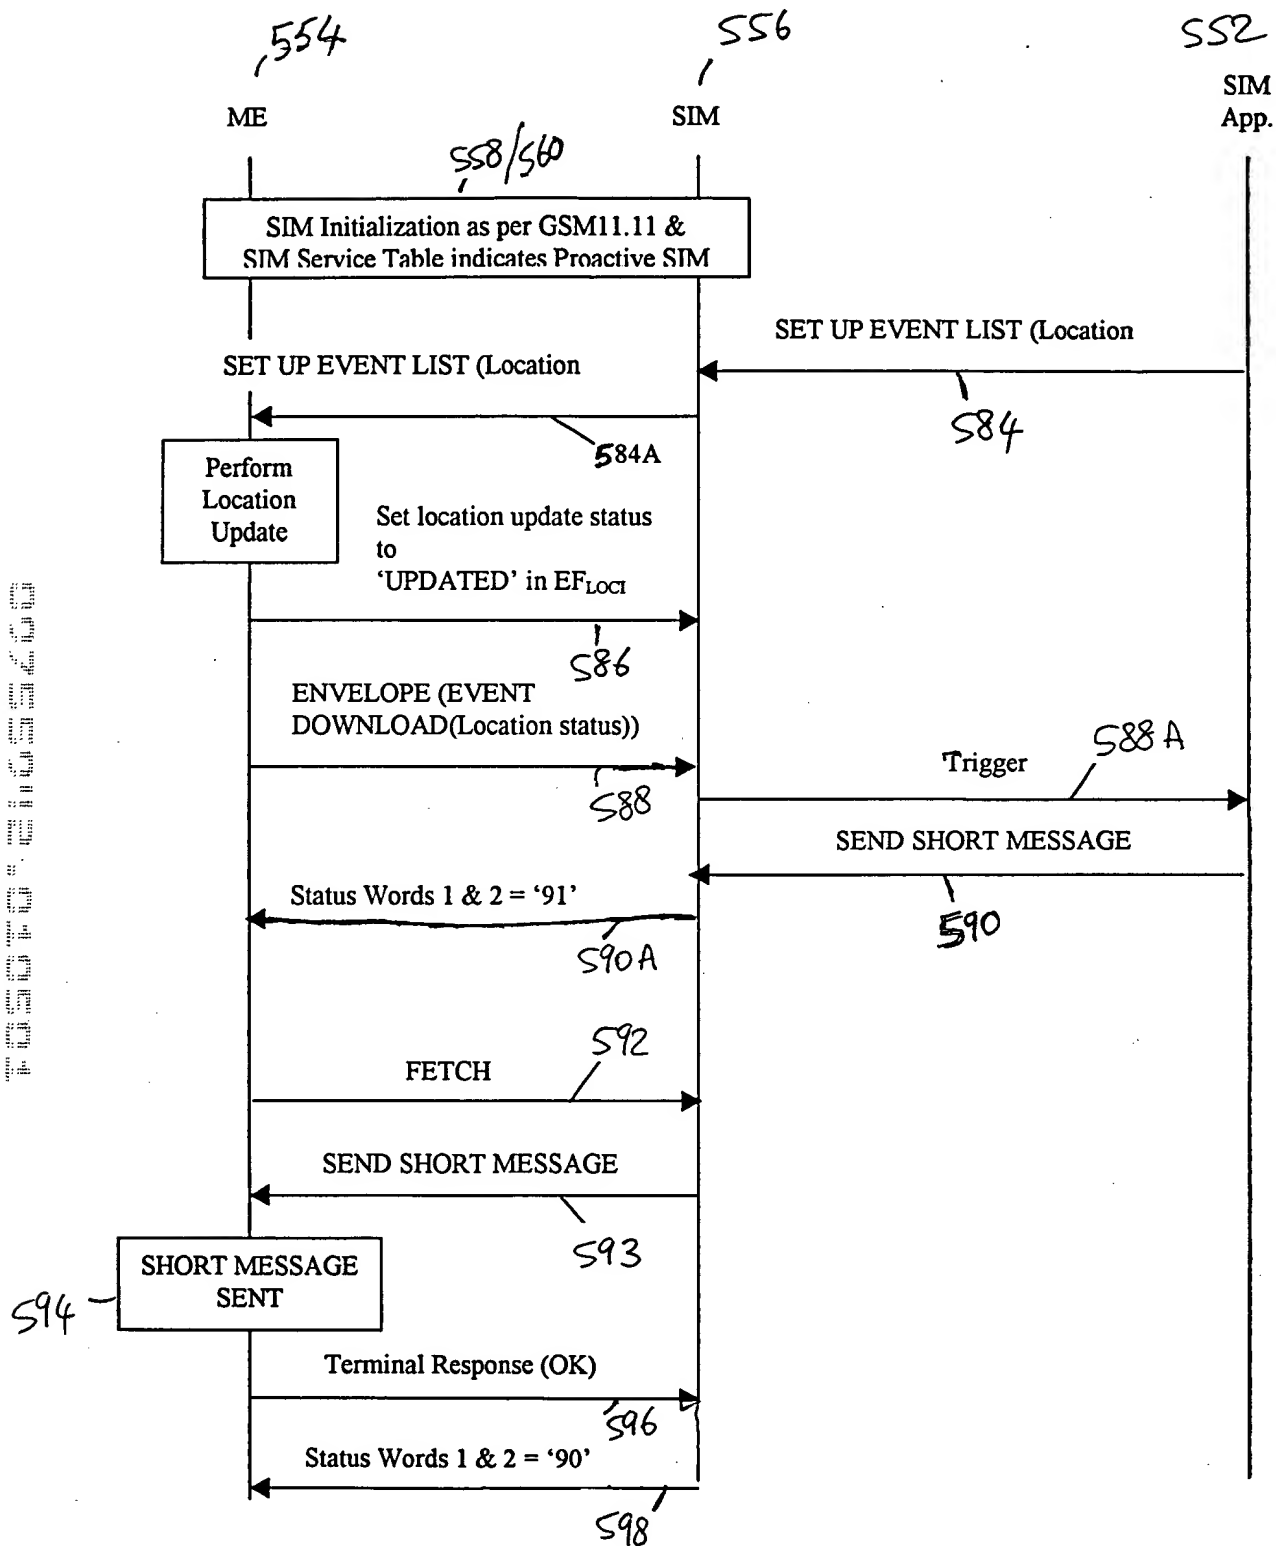 554
556
552
ME
SIM
SIM
App.
558/560
SIM Initialization as per GSM11.11 &
SIM Service Table indicates Proactive SIM
SET UP EVENT LIST (Location
SET UP EVENT LIST (Location
584
584A
Perform
Location
Update
Set location update status
to
‘UPDATED’ in EFLOCI
586
ENVELOPE (EVENT
DOWNLOAD(Location status))
588
Trigger
588A
SEND SHORT MESSAGE
590
Status Words 1 & 2 = ‘91’
590A
592
FETCH
SEND SHORT MESSAGE
593
SHORT MESSAGE
SENT
594
Terminal Response (OK)
596
Status Words 1 & 2 = ‘90’
598